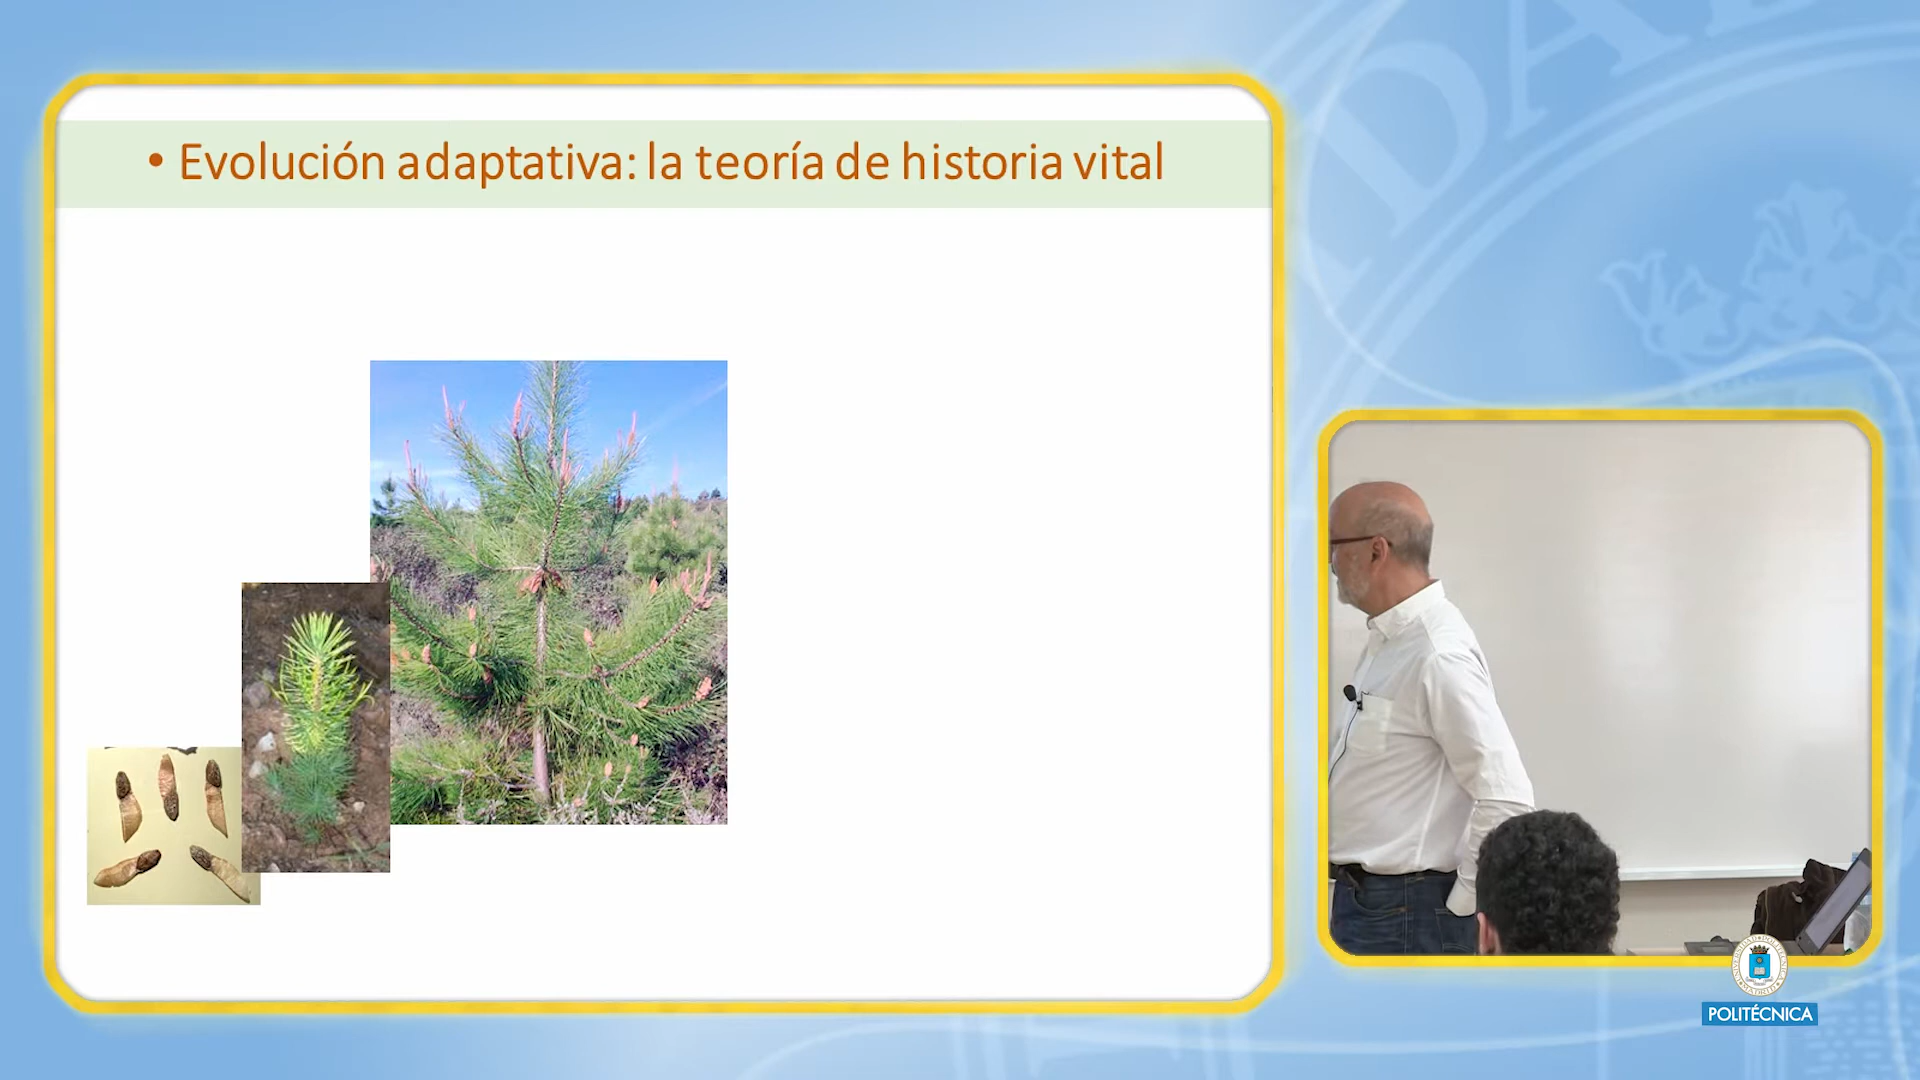 • Evolución adaptativa: la teoría de historia vital
POLITÉCNICA